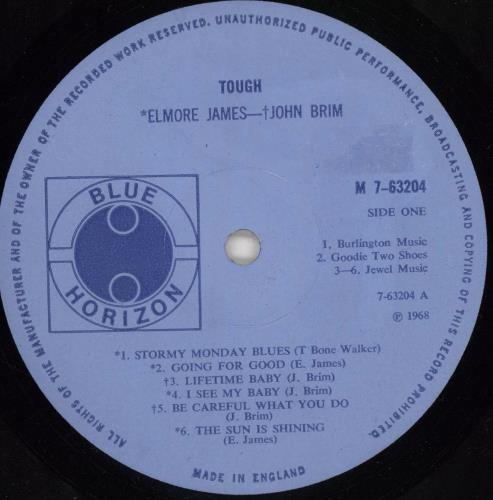 ALL RIGHTS OF THE MANUFACTURER AND OF THE OWNER OF THE RECORDED WORK RESERVED. UNAUTHORIZED PUBLIC PERFORMANCE, BROADCASTING AND COPYING OF THIS RECORD PROHIBITED.
TOUGH
*ELMORE JAMES—†JOHN BRIM
BLUE
HORIZON
M 7-63204
SIDE ONE
1, Burlington Music
2. Goodie Two Shoes
3—6. Jewel Music
7-63204 A
℗ 1968
*1. STORMY MONDAY BLUES (T Bone Walker)
*2. GOING FOR GOOD (E. James)
†3. LIFETIME BABY (J. Brim)
*4. I SEE MY BABY (J. Brim)
†5. BE CAREFUL WHAT YOU DO
(J. Brim)
*6. THE SUN IS SHINING
(E. James)
MADE IN ENGLAND